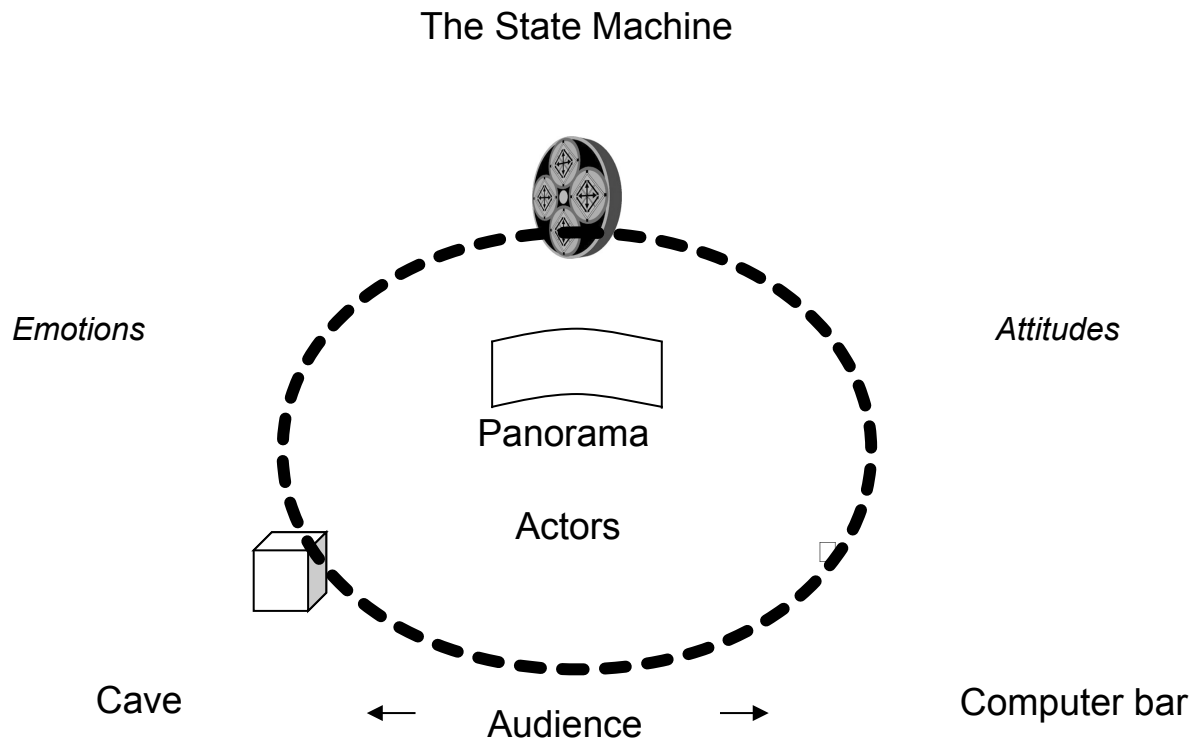 The State Machine
Emotions
Attitudes
Panorama
Actors
Cave
Audience
Computer bar